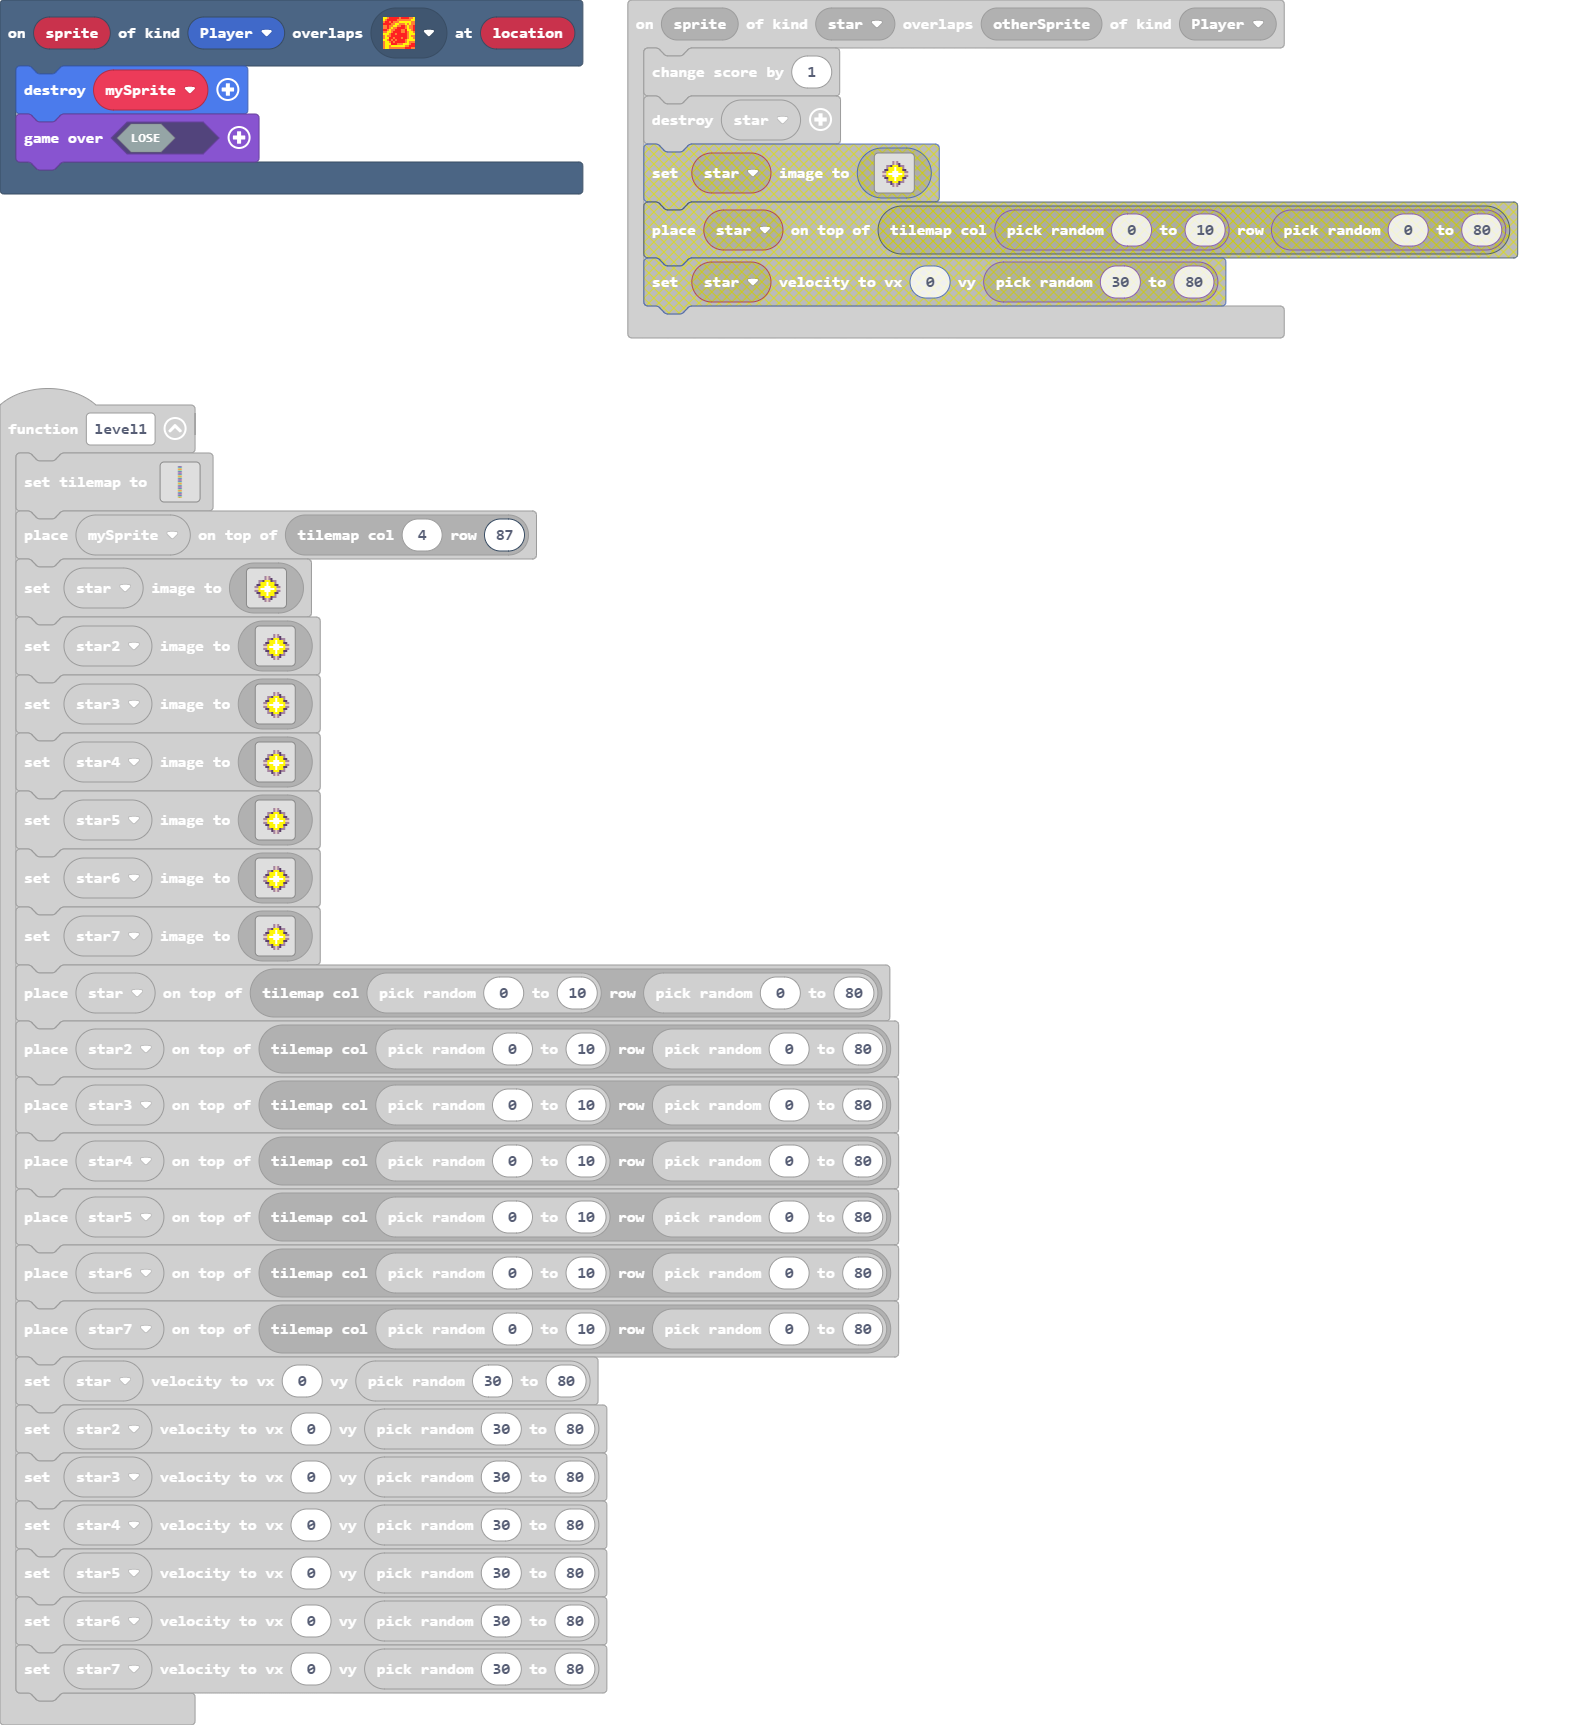 on sprite of kind Player overlaps at location
destroy mySprite
game over LOSE
on sprite of kind star overlaps otherSprite of kind Player
change score by 1
destroy star
set star image to
place star on top of tilemap col pick random 0 to 10 row pick random 0 to 80
set star velocity to vx 0 vy pick random 30 to 80
function level1
set tilemap to
place mySprite on top of tilemap col 4 row 87
set star image to
set star2 image to
set star3 image to
set star4 image to
set star5 image to
set star6 image to
set star7 image to
place star on top of tilemap col pick random 0 to 10 row pick random 0 to 80
place star2 on top of tilemap col pick random 0 to 10 row pick random 0 to 80
place star3 on top of tilemap col pick random 0 to 10 row pick random 0 to 80
place star4 on top of tilemap col pick random 0 to 10 row pick random 0 to 80
place star5 on top of tilemap col pick random 0 to 10 row pick random 0 to 80
place star6 on top of tilemap col pick random 0 to 10 row pick random 0 to 80
place star7 on top of tilemap col pick random 0 to 10 row pick random 0 to 80
set star velocity to vx 0 vy pick random 30 to 80
set star2 velocity to vx 0 vy pick random 30 to 80
set star3 velocity to vx 0 vy pick random 30 to 80
set star4 velocity to vx 0 vy pick random 30 to 80
set star5 velocity to vx 0 vy pick random 30 to 80
set star6 velocity to vx 0 vy pick random 30 to 80
set star7 velocity to vx 0 vy pick random 30 to 80